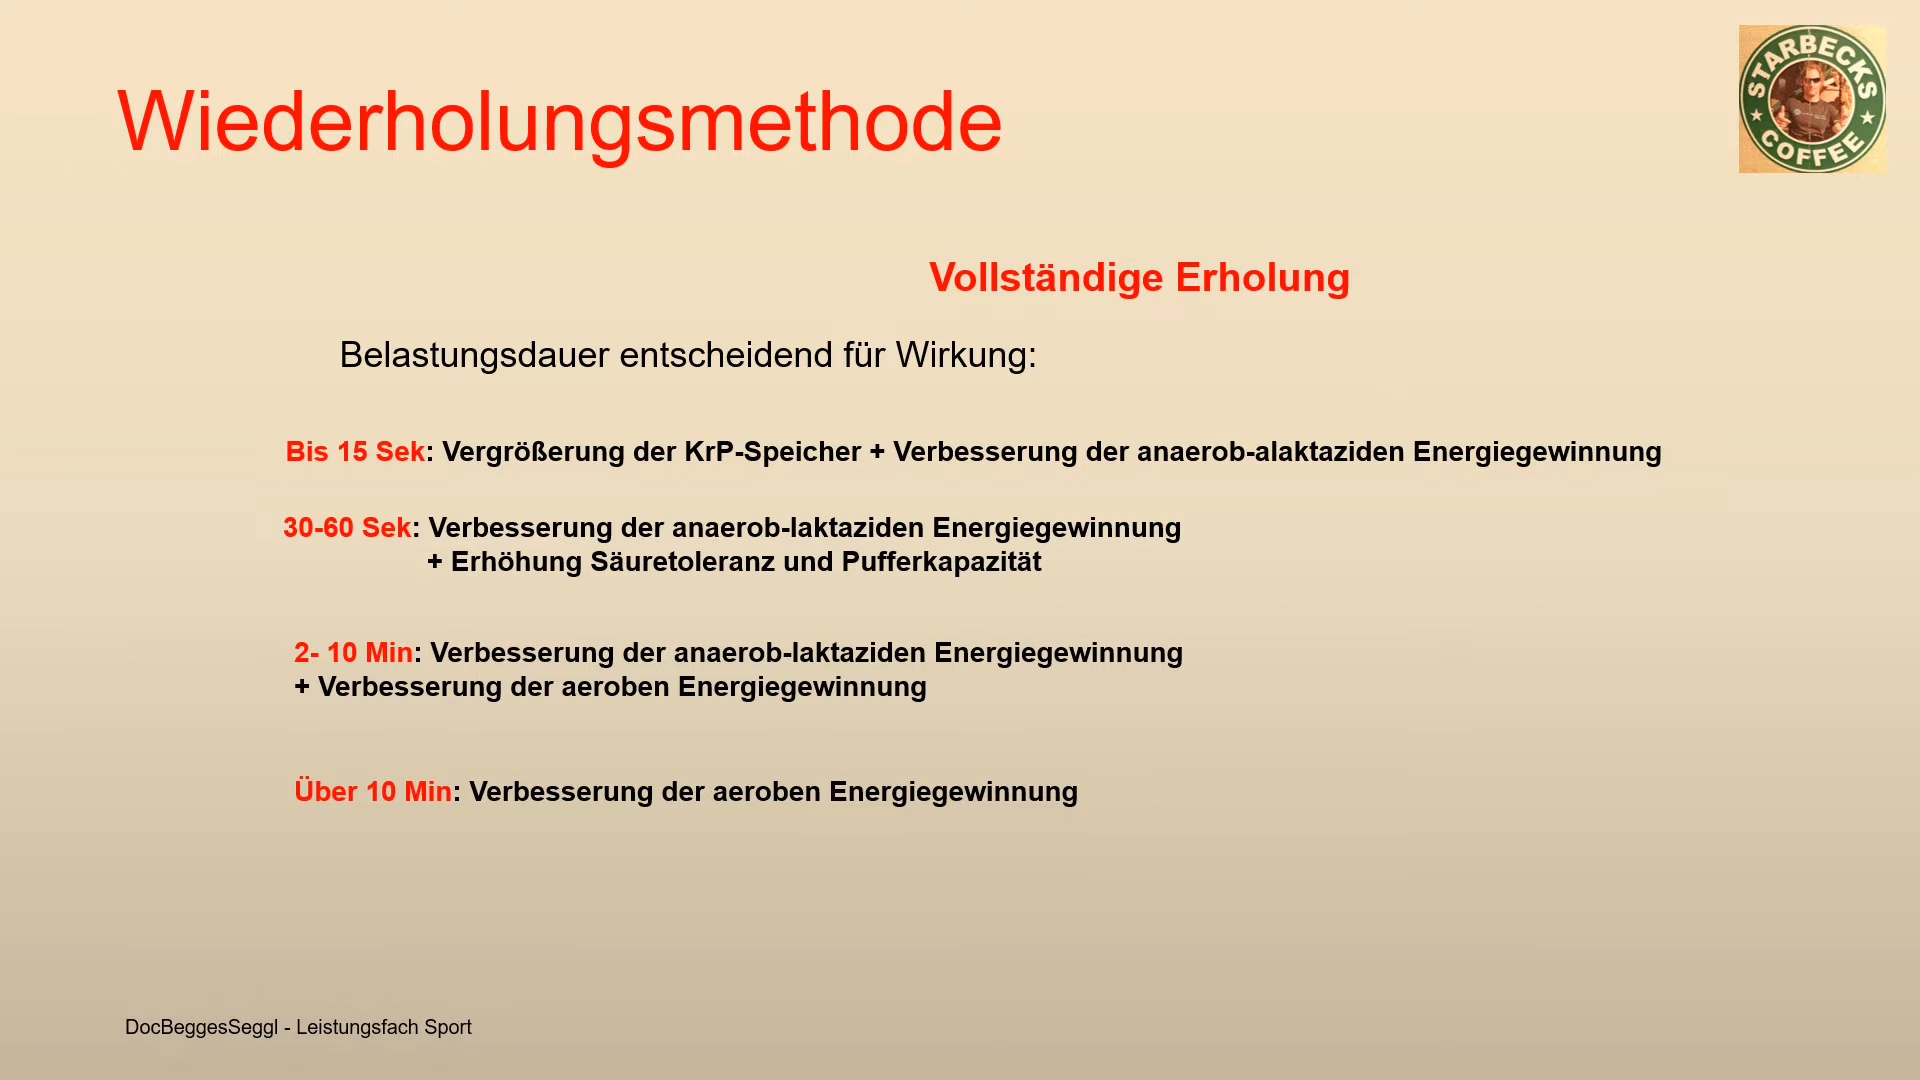 Wiederholungsmethode
STARBECKS
COFFEE
Vollständige Erholung
Belastungsdauer entscheidend für Wirkung:
Bis 15 Sek: Vergrößerung der KrP-Speicher + Verbesserung der anaerob-alaktaziden Energiegewinnung
30-60 Sek: Verbesserung der anaerob-laktaziden Energiegewinnung
+ Erhöhung Säuretoleranz und Pufferkapazität
2- 10 Min: Verbesserung der anaerob-laktaziden Energiegewinnung
+ Verbesserung der aeroben Energiegewinnung
Über 10 Min: Verbesserung der aeroben Energiegewinnung
DocBeggesSeggl - Leistungsfach Sport